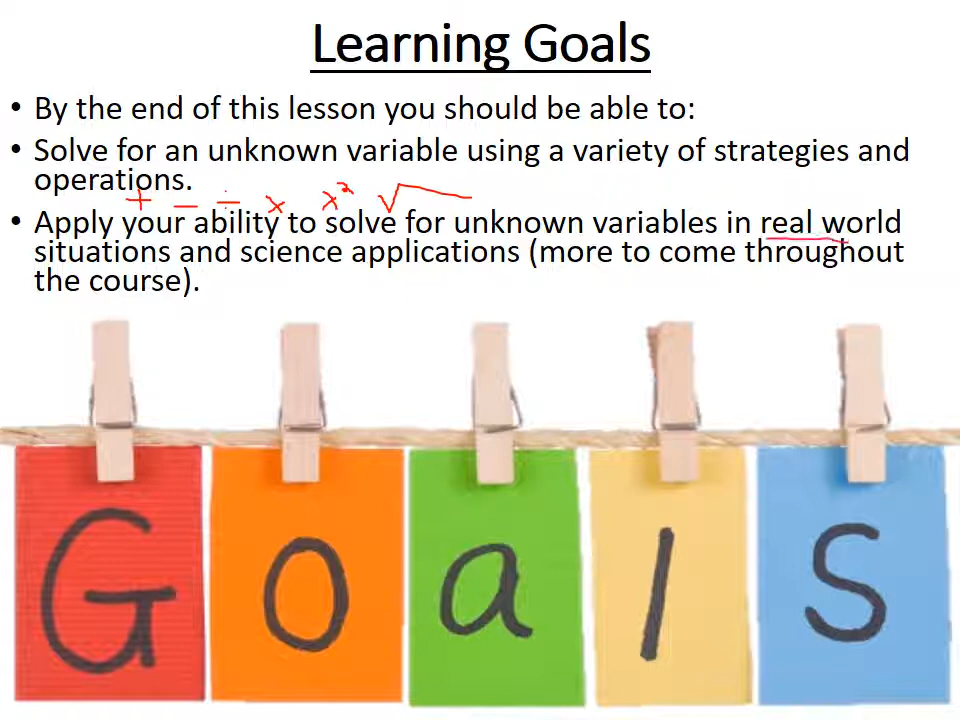 Learning Goals
• By the end of this lesson you should be able to:
• Solve for an unknown variable using a variety of strategies and
operations.
+ − ÷ × x² √
• Apply your ability to solve for unknown variables in real world
situations and science applications (more to come throughout
the course).
Goals